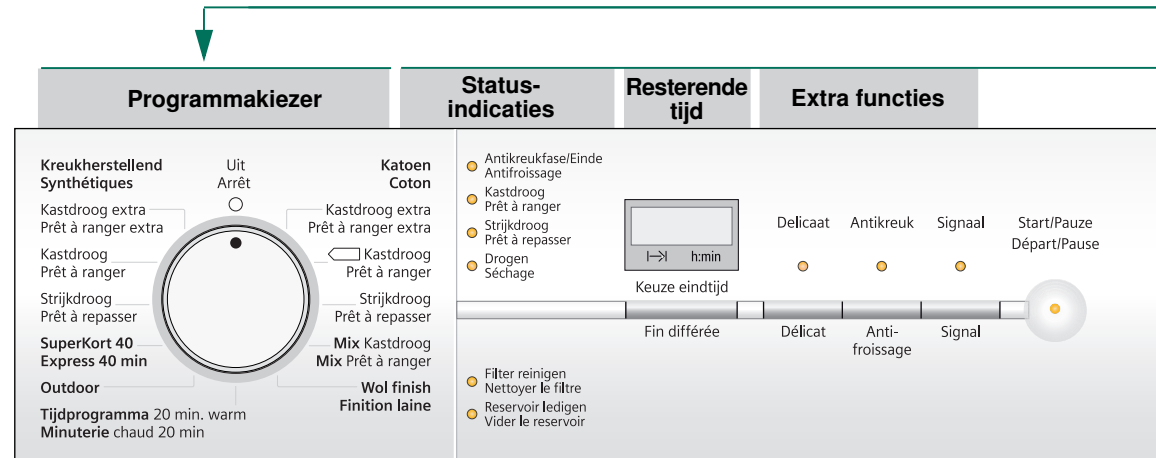 Programmakiezer
Status-
indicaties
Resterende
tijd
Extra functies
Kreukherstellend
Synthétiques
Uit
Arrêt
Katoen
Coton
Kastdroog extra
Prêt à ranger extra
Kastdroog
Prêt à ranger
Strijkdroog
Prêt à repasser
SuperKort 40
Express 40 min
Outdoor
Tijdprogramma 20 min. warm
Minuterie chaud 20 min
Kastdroog extra
Prêt à ranger extra
Kastdroog
Prêt à ranger
Strijkdroog
Prêt à repasser
Mix Kastdroog
Mix Prêt à ranger
Wol finish
Finition laine
Antikreukfase/Einde
Antifroissage
Kastdroog
Prêt à ranger
Strijkdroog
Prêt à repasser
Drogen
Séchage
Filter reinigen
Nettoyer le filtre
Reservoir ledigen
Vider le reservoir
h:min
Keuze eindtijd
Fin différée
Delicaat
Délicat
Antikreuk
Anti-
froissage
Signaal
Signal
Start/Pauze
Départ/Pause